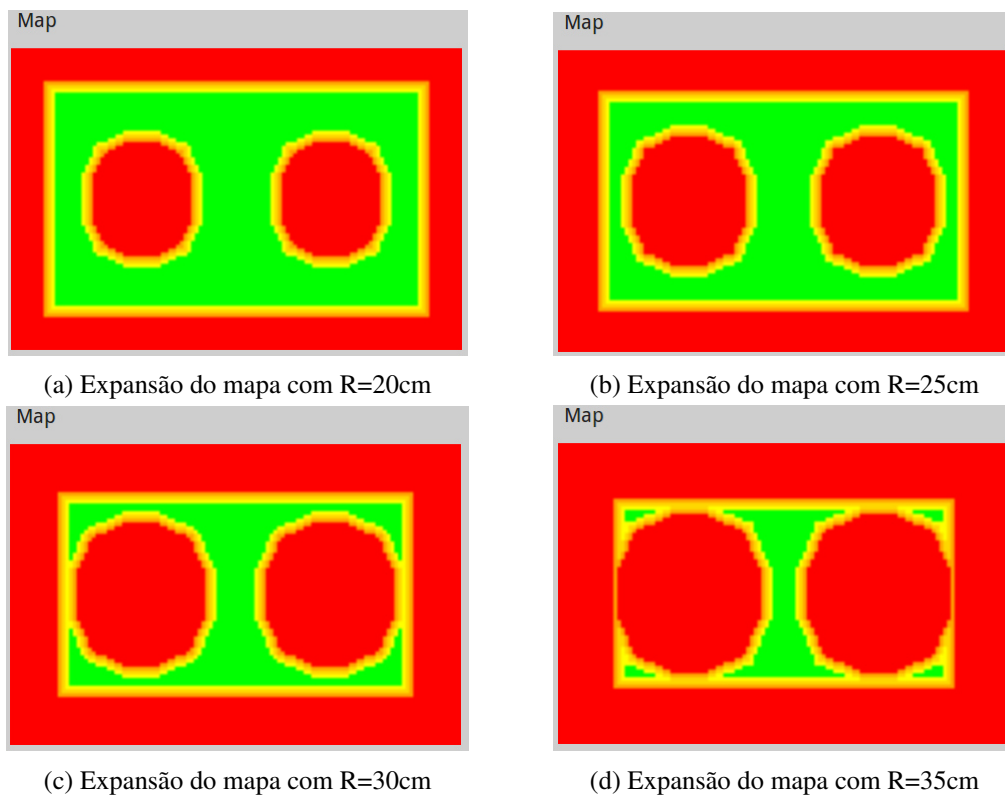 Map
Map
(a) Expansão do mapa com R=20cm
(b) Expansão do mapa com R=25cm
Map
Map
(c) Expansão do mapa com R=30cm
(d) Expansão do mapa com R=35cm